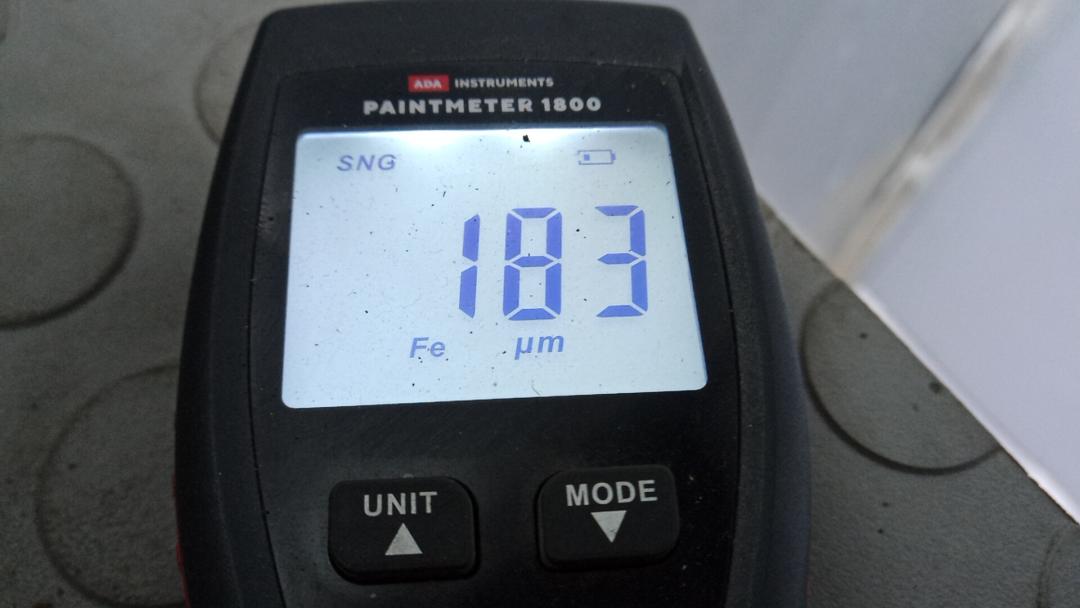 ADA INSTRUMENTS
PAINTMETER 1800
SNG
183
Fe µm
UNIT MODE